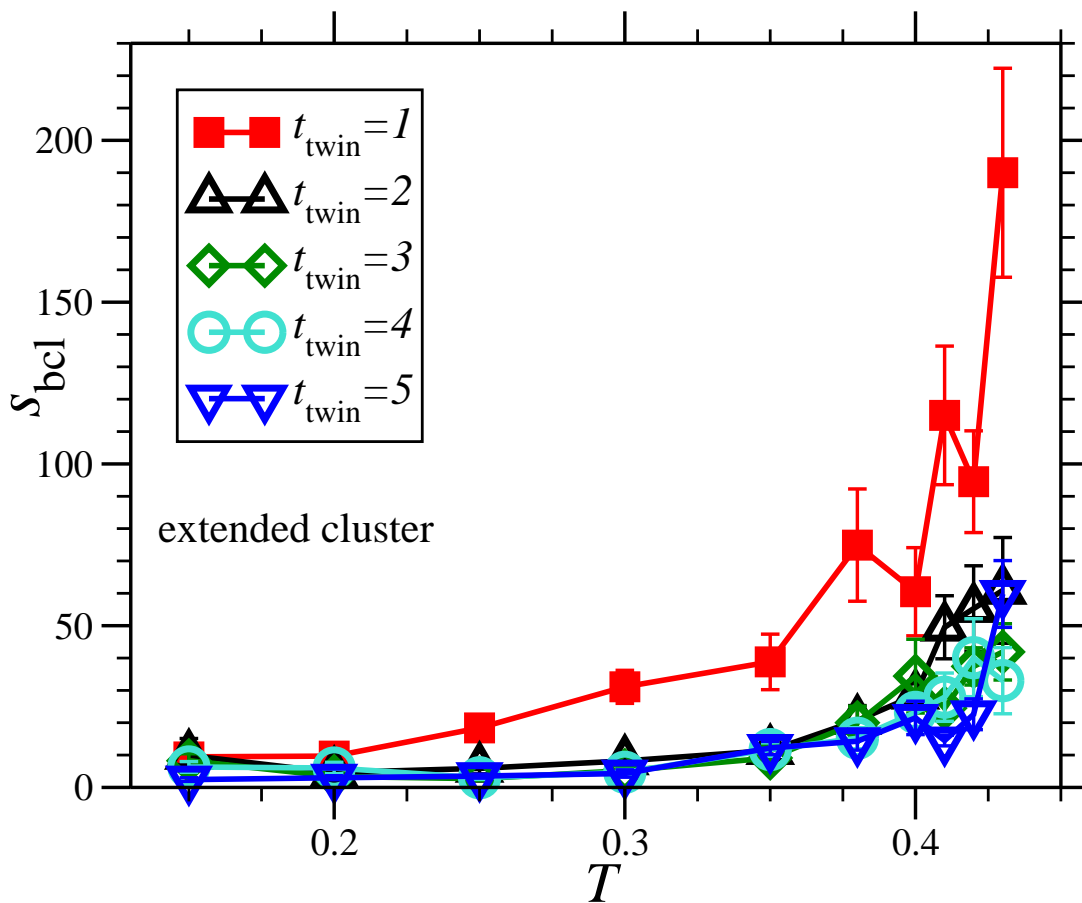 200
150
100
50
0
s_bcl
t_twin=1
t_twin=2
t_twin=3
t_twin=4
t_twin=5
extended cluster
0.2 0.3 0.4
T